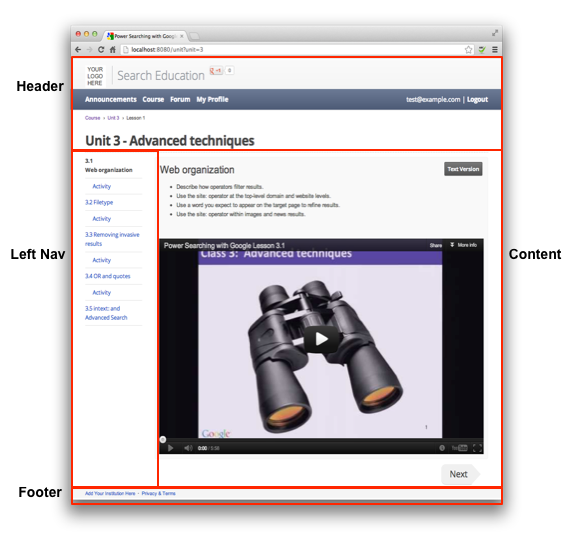 Power Searching with Google
localhost:8080/unit?unit=3
Header
YOUR
LOGO
HERE
Search Education
+1
0
Announcements Course Forum My Profile
test@example.com | Logout
Course › Unit 3 › Lesson 1
Unit 3 - Advanced techniques
3.1
Web organization
Activity
3.2 Filetype
Activity
3.3 Removing invasive
results
Activity
3.4 OR and quotes
Activity
3.5 intext: and
Advanced Search
Left Nav
Web organization
Text Version
• Describe how operators filter results.
• Use the site: operator at the top-level domain and website levels.
• Use a word you expect to appear on the target page to refine results.
• Use the site: operator within images and news results.
Power Searching with Google Lesson 3.1
Share
More info
Class 3: Advanced techniques
Google
1
0:00 / 5:58
YouTube
Content
Next
Footer
Add Your Institution Here - Privacy & Terms